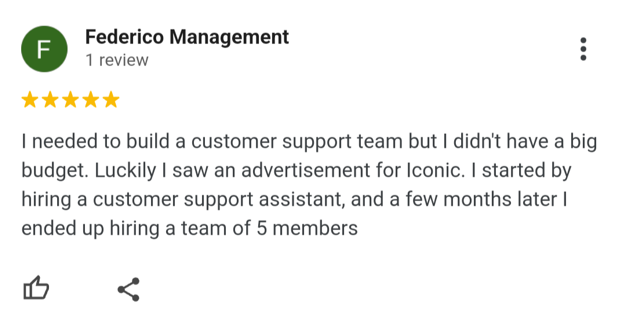 F
Federico Management
1 review
I needed to build a customer support team but I didn't have a big
budget. Luckily I saw an advertisement for Iconic. I started by
hiring a customer support assistant, and a few months later I
ended up hiring a team of 5 members